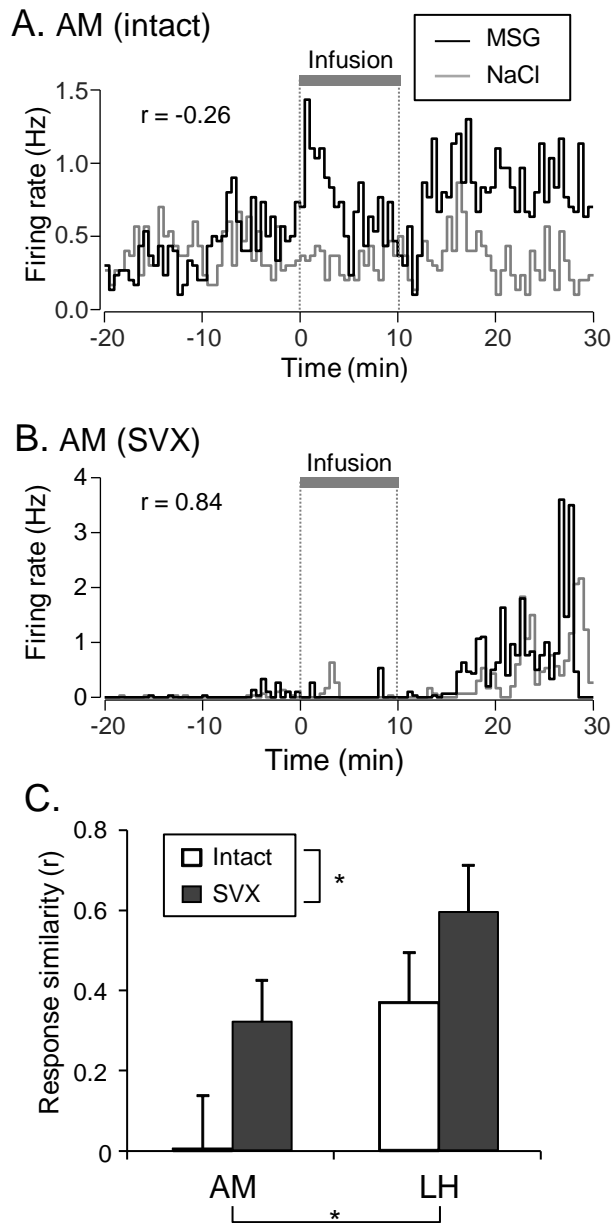 A. AM (intact)
MSG
NaCl
Infusion
r = -0.26
1.5
1.0
0.5
0.0
Firing rate (Hz)
-20
-10
0
10
20
30
Time (min)
B. AM (SVX)
Infusion
r = 0.84
4
3
2
1
0
Firing rate (Hz)
-20
-10
0
10
20
30
Time (min)
C.
0.8
0.6
0.4
0.2
0
Response similarity (r)
Intact
SVX
*
AM
LH
*